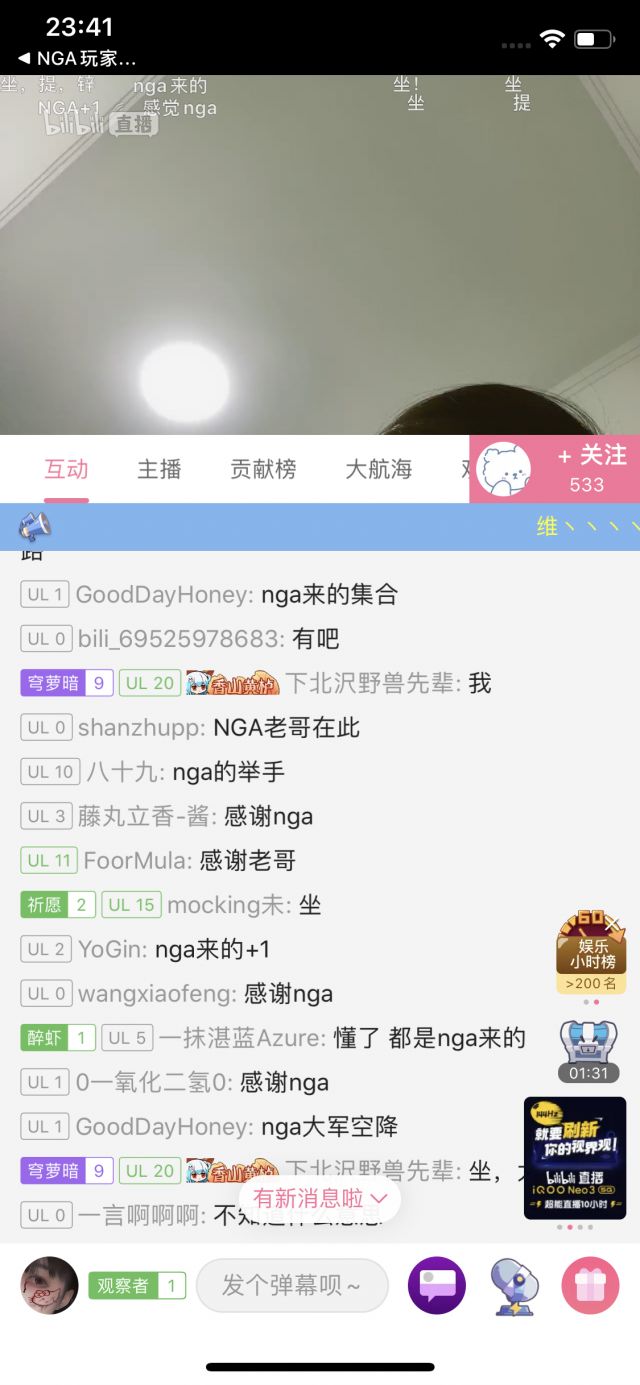 23:41
◀ NGA玩家...
坐，提，锌 nga来的 坐! 坐
NGA+1 感觉nga 坐 提
bilibili 直播
互动 主播 贡献榜 大航海
+ 关注
533
维丶丶丶丶
路
UL 1 GoodDayHoney: nga来的集合
UL 0 bili_69525978683: 有吧
穹萝暗 9 UL 20 香山黄栌 下北沢野兽先辈: 我
UL 0 shanzhupp: NGA老哥在此
UL 10 八十九: nga的举手
UL 3 藤丸立香-酱: 感谢nga
UL 11 FoorMula: 感谢老哥
祈愿 2 UL 15 mocking未: 坐
UL 2 YoGin: nga来的+1
UL 0 wangxiaofeng: 感谢nga
醉虾 1 UL 5 一抹湛蓝Azure: 懂了 都是nga来的
UL 1 0一氧化二氢0: 感谢nga
UL 1 GoodDayHoney: nga大军空降
穹萝暗 9 UL 20 香山黄栌 下北沢野兽先辈: 坐，
UL 0 一言啊啊啊: 不知道什么意思
有新消息啦
60
娱乐
小时榜
>200名
01:31
144Hz
就要刷新
你的视界观!
bilibili 直播
iQOO Neo3 5G
超能直播10小时
观察者 1
发个弹幕呗~